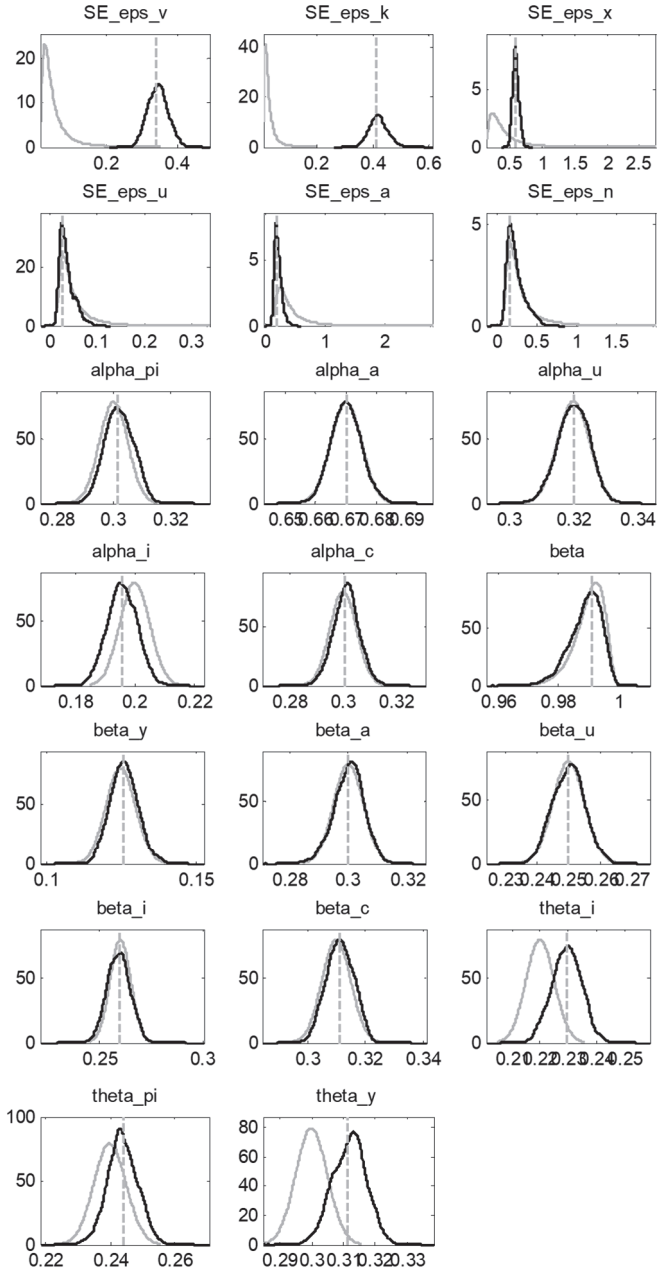 SE_eps_v SE_eps_k SE_eps_x
20 40 5
10 20
0 0 0
0.2 0.4 0.2 0.4 0.6 0.5 1 1.5 2 2.5
SE_eps_u SE_eps_a SE_eps_n
20 5 5
0 0 0
0 0.1 0.2 0.3 0 1 2 0 0.5 1 1.5
alpha_pi alpha_a alpha_u
50 50 50
0 0 0
0.28 0.3 0.32 0.65 0.66 0.67 0.68 0.69 0.3 0.32 0.34
alpha_i alpha_c beta
50 50 50
0 0 0
0.18 0.2 0.22 0.28 0.3 0.32 0.96 0.98 1
beta_y beta_a beta_u
50 50 50
0 0 0
0.1 0.15 0.28 0.3 0.32 0.23 0.24 0.25 0.26 0.27
beta_i beta_c theta_i
50 50 50
0 0 0
0.25 0.3 0.3 0.32 0.34 0.21 0.22 0.23 0.24 0.25
theta_pi theta_y
100 80
50 60
40
20
0 0
0.22 0.24 0.26 0.29 0.30 0.31 0.32 0.33